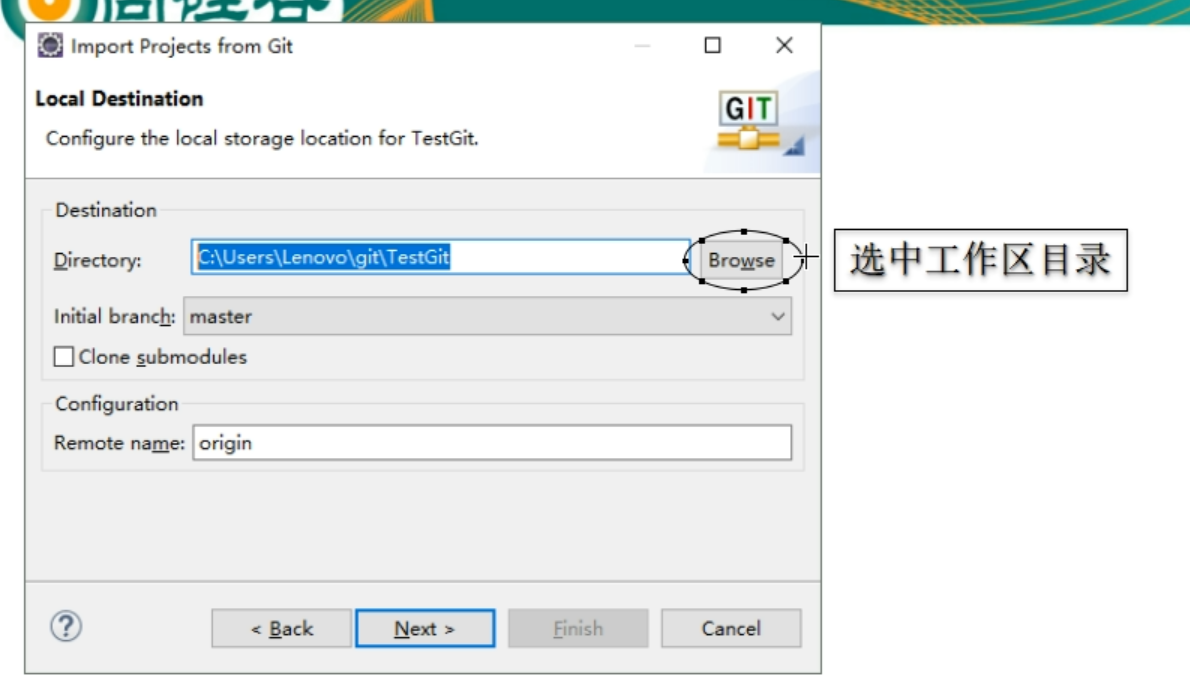 Import Projects from Git
Local Destination
Configure the local storage location for TestGit.
GIT
Destination
Directory: C:\Users\Lenovo\git\TestGit Browse
选中工作区目录
Initial branch: master
Clone submodules
Configuration
Remote name: origin
? < Back Next > Finish Cancel